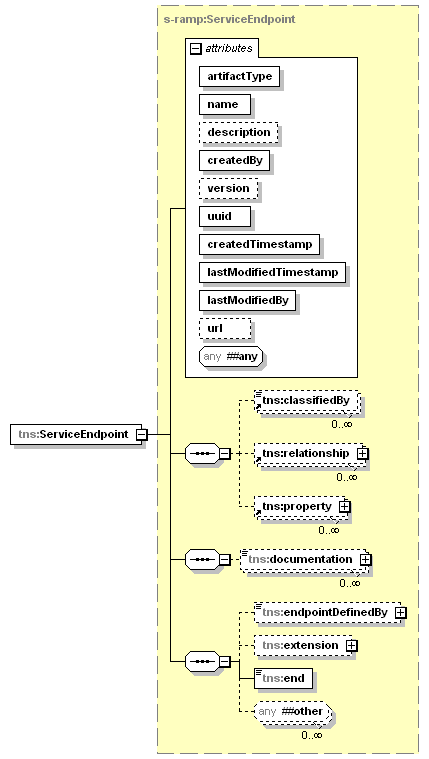 s-ramp:ServiceEndpoint
attributes
artifactType
name
description
createdBy
version
uuid
createdTimestamp
lastModifiedTimestamp
lastModifiedBy
url
any ##any
tns:ServiceEndpoint
tns:classifiedBy
0..∞
tns:relationship
0..∞
tns:property
0..∞
tns:documentation
0..∞
tns:endpointDefinedBy
tns:extension
tns:end
any ##other
0..∞